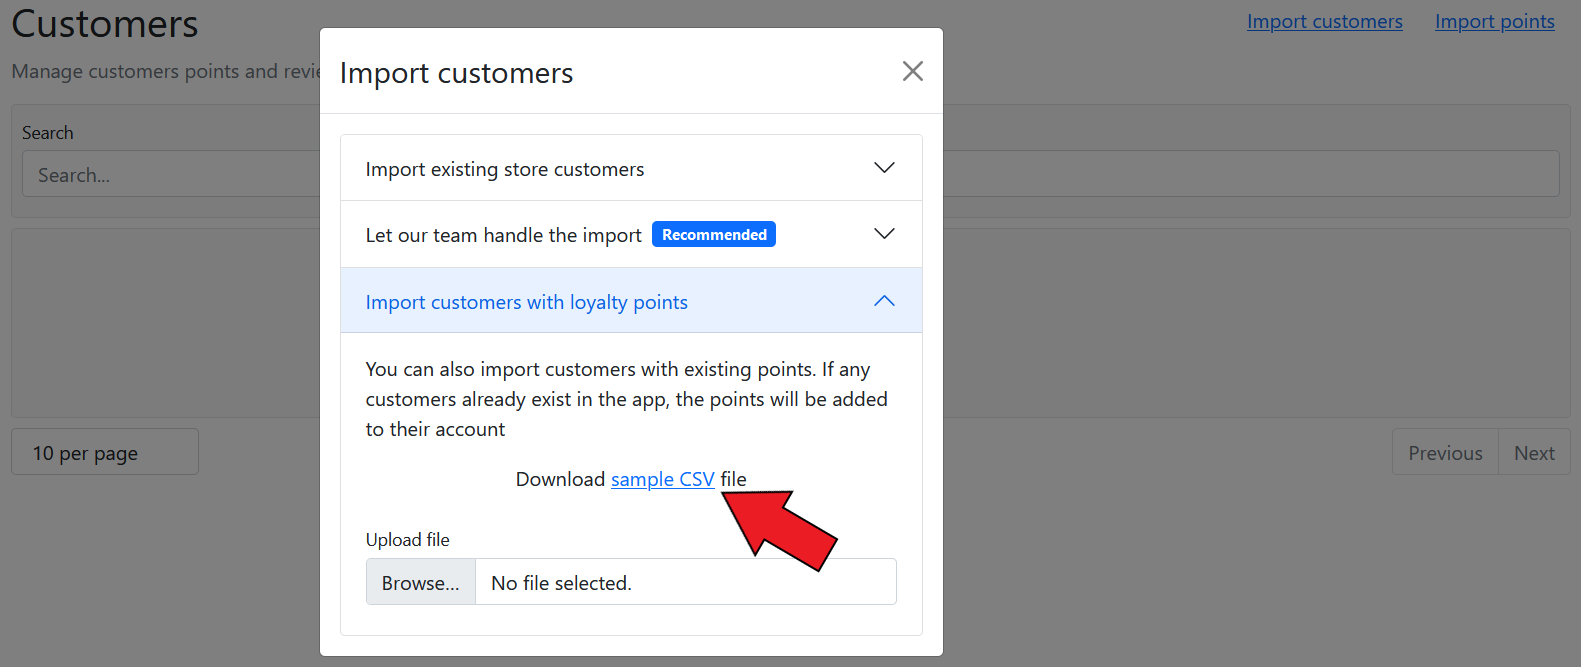 Customers
Import customers
Import points
Manage customers points and revi
Search
Search...
10 per page
Previous
Next
Import customers
Import existing store customers
Let our team handle the import
Recommended
Import customers with loyalty points
You can also import customers with existing points. If any
customers already exist in the app, the points will be added
to their account
Download sample CSV file
Upload file
Browse...
No file selected.